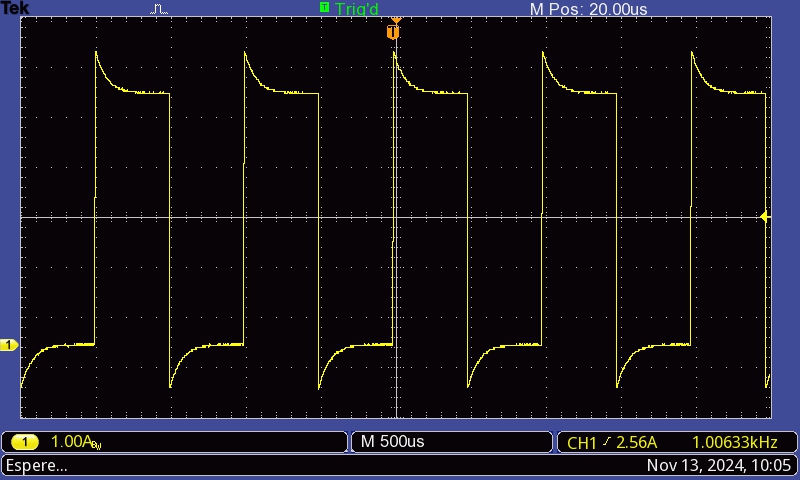 Tek T Trig'd M Pos: 20.00us
T
1
1 1.00A BW M 500us CH1 2.56A 1.00633kHz
Espere... Nov 13, 2024, 10:05